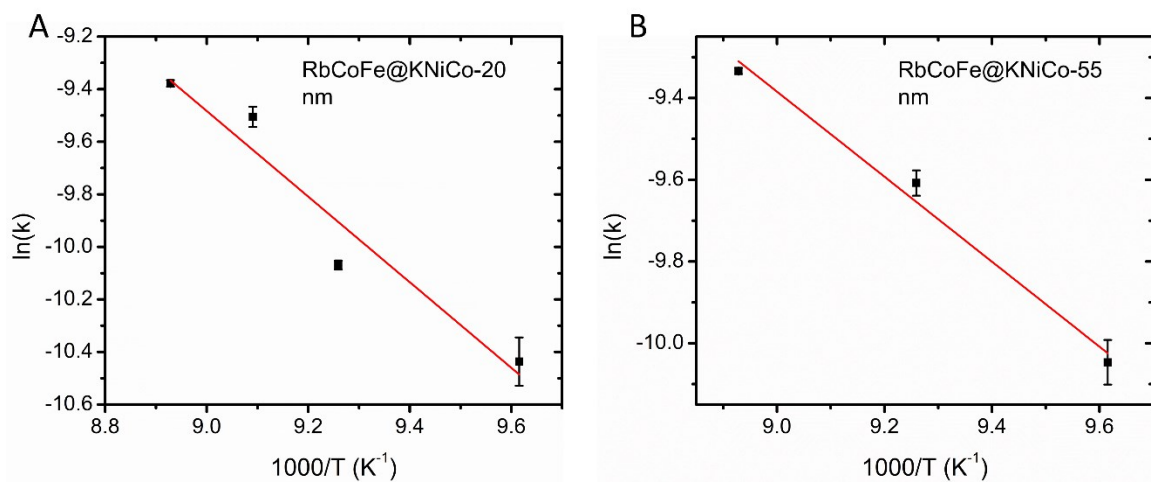 A
RbCoFe@KNiCo-20
nm
-9.2
-9.4
-9.6
-9.8
-10.0
-10.2
-10.4
-10.6
ln(k)
8.8 9.0 9.2 9.4 9.6
1000/T (K⁻¹)
B
RbCoFe@KNiCo-55
nm
-9.4
-9.6
-9.8
-10.0
ln(k)
9.0 9.2 9.4 9.6
1000/T (K⁻¹)